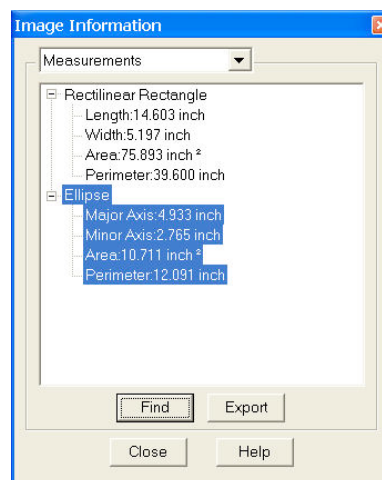 Image Information
Measurements
Rectilinear Rectangle
Length:14.603 inch
Width:5.197 inch
Area:75.893 inch ²
Perimeter:39.600 inch
Ellipse
Major Axis:4.933 inch
Minor Axis:2.765 inch
Area:10.711 inch ²
Perimeter:12.091 inch
Find Export
Close Help